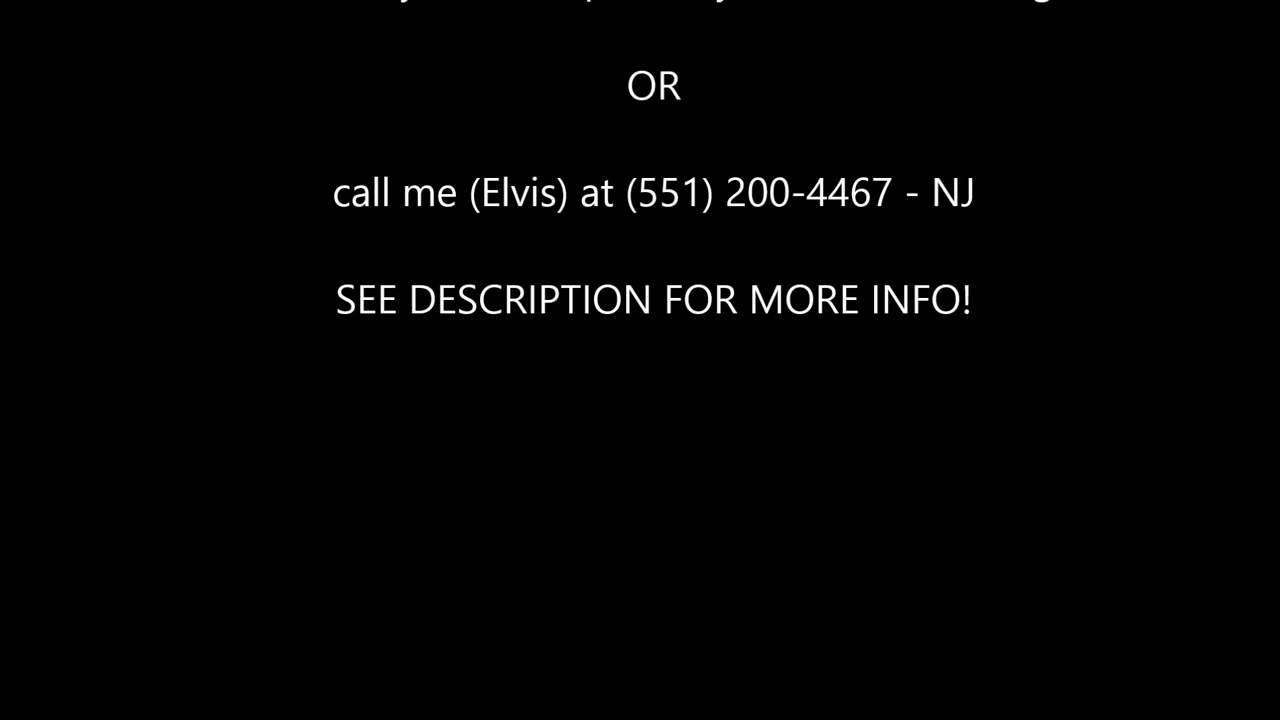 OR
call me (Elvis) at (551) 200-4467 - NJ
SEE DESCRIPTION FOR MORE INFO!